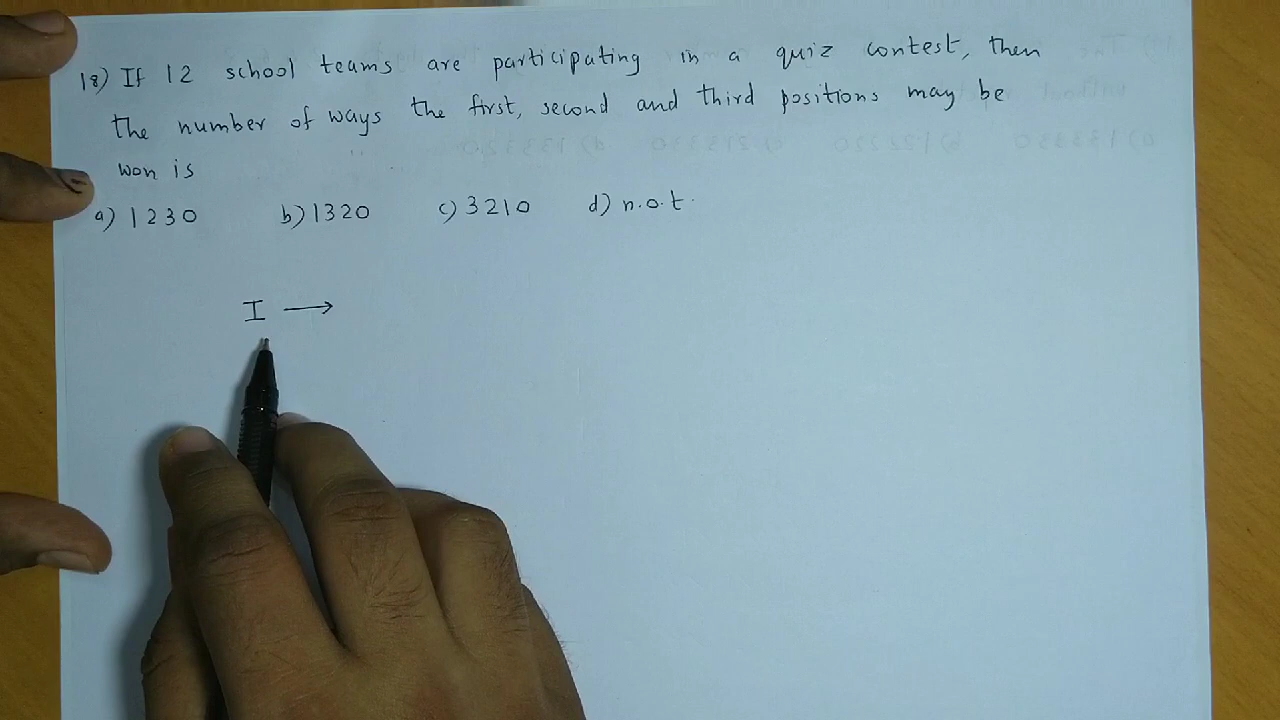 18) If 12 school teams are participating in a quiz contest, then
the number of ways the first, second and third positions may be
won is
a) 1230 b) 1320 c) 3210 d) n.o.t.
I →